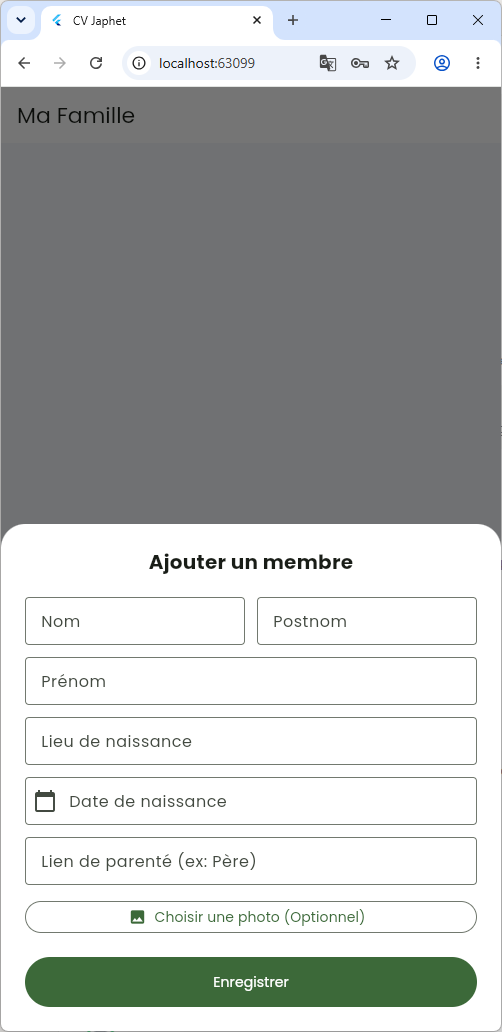 CV Japhet
localhost:63099
Ma Famille
Ajouter un membre
Nom Postnom
Prénom
Lieu de naissance
Date de naissance
Lien de parenté (ex: Père)
Choisir une photo (Optionnel)
Enregistrer